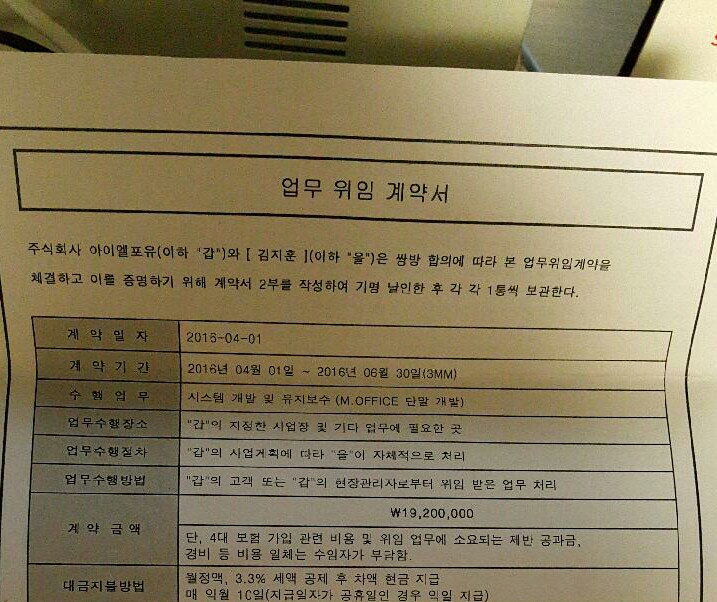 업무 위임 계약서
주식회사 아이엘포유(이하 "갑")와 [ 김지훈 ](이하 "을")은 쌍방 합의에 따라 본 업무위임계약을
체결하고 이를 증명하기 위해 계약서 2부를 작성하여 기명 날인한 후 각 각 1통씩 보관한다.
계 약 일 자 2016-04-01
계 약 기 간 2016년 04월 01일 ~ 2016년 06월 30일(3MM)
수 행 업 무 시스템 개발 및 유지보수 (M.OFFICE 단말 개발)
업무수행장소 "갑"의 지정한 사업장 및 기타 업무에 필요한 곳
업무수행절차 "갑"의 사업계획에 따라 "을"이 자체적으로 처리
업무수행방법 "갑"의 고객 또는 "갑"의 현장관리자로부터 위임 받은 업무 처리
계 약 금 액 ₩19,200,000
단, 4대 보험 가입 관련 비용 및 위임 업무에 소요되는 제반 공과금,
경비 등 비용 일체는 수임자가 부담함.
대금지불방법 월정액, 3.3% 세액 공제 후 차액 현금 지급
매 익월 10일(지급일자가 공휴일인 경우 익일 지급)